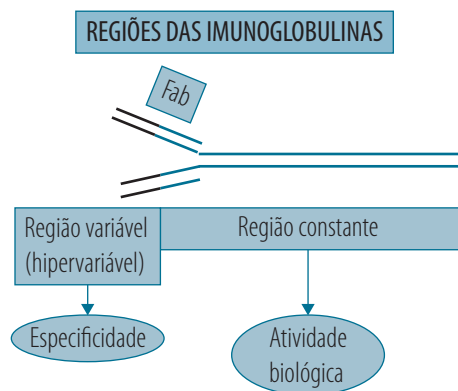 REGIÕES DAS IMUNOGLOBULINAS
Fab
Região variável
(hipervariável)
Região constante
Especificidade
Atividade
biológica